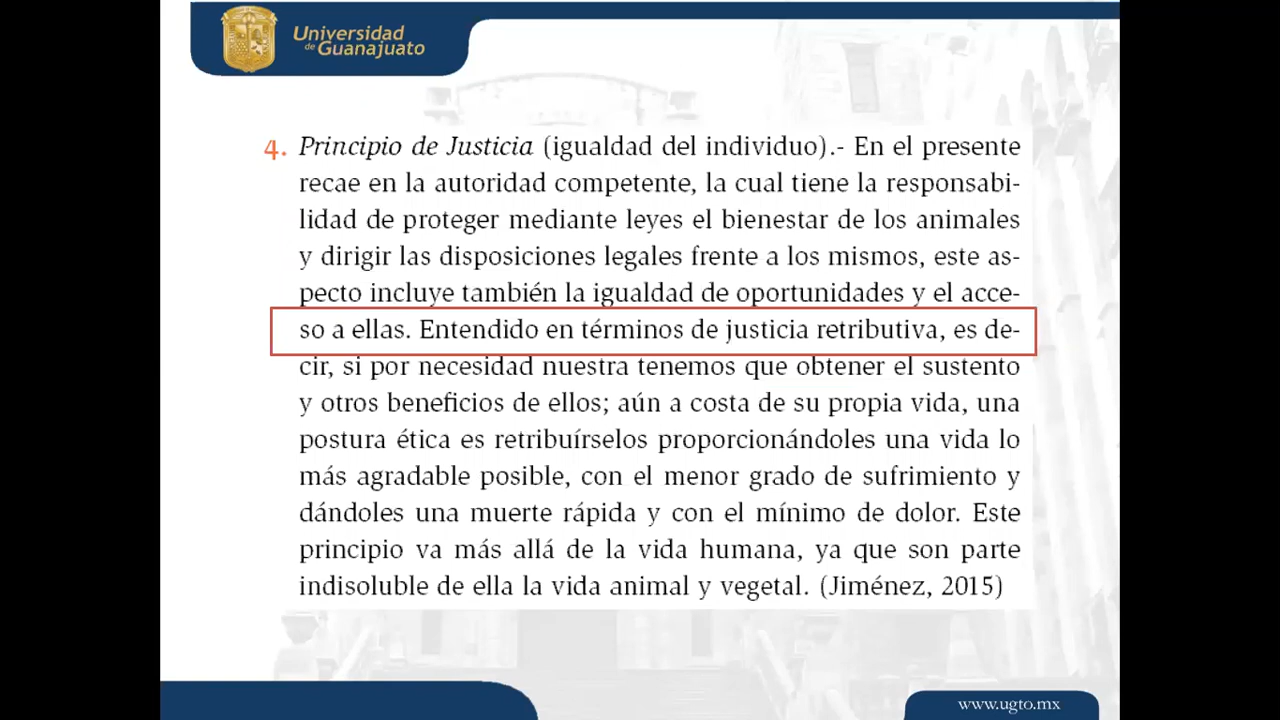 Universidad
de Guanajuato
4. Principio de Justicia (igualdad del individuo).- En el presente
recae en la autoridad competente, la cual tiene la responsabi-
lidad de proteger mediante leyes el bienestar de los animales
y dirigir las disposiciones legales frente a los mismos, este as-
pecto incluye también la igualdad de oportunidades y el acce-
so a ellas. Entendido en términos de justicia retributiva, es de-
cir, si por necesidad nuestra tenemos que obtener el sustento
y otros beneficios de ellos; aún a costa de su propia vida, una
postura ética es retribuírselos proporcionándoles una vida lo
más agradable posible, con el menor grado de sufrimiento y
dándoles una muerte rápida y con el mínimo de dolor. Este
principio va más allá de la vida humana, ya que son parte
indisoluble de ella la vida animal y vegetal. (Jiménez, 2015)
www.ugto.mx